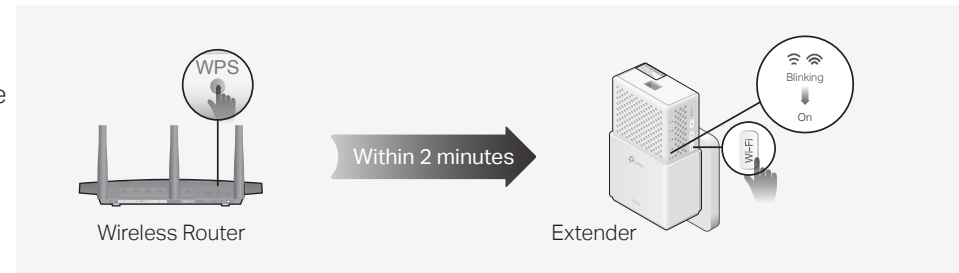 e
WPS
Wireless Router
Within 2 minutes
Blinking
On
Wi-Fi
Extender